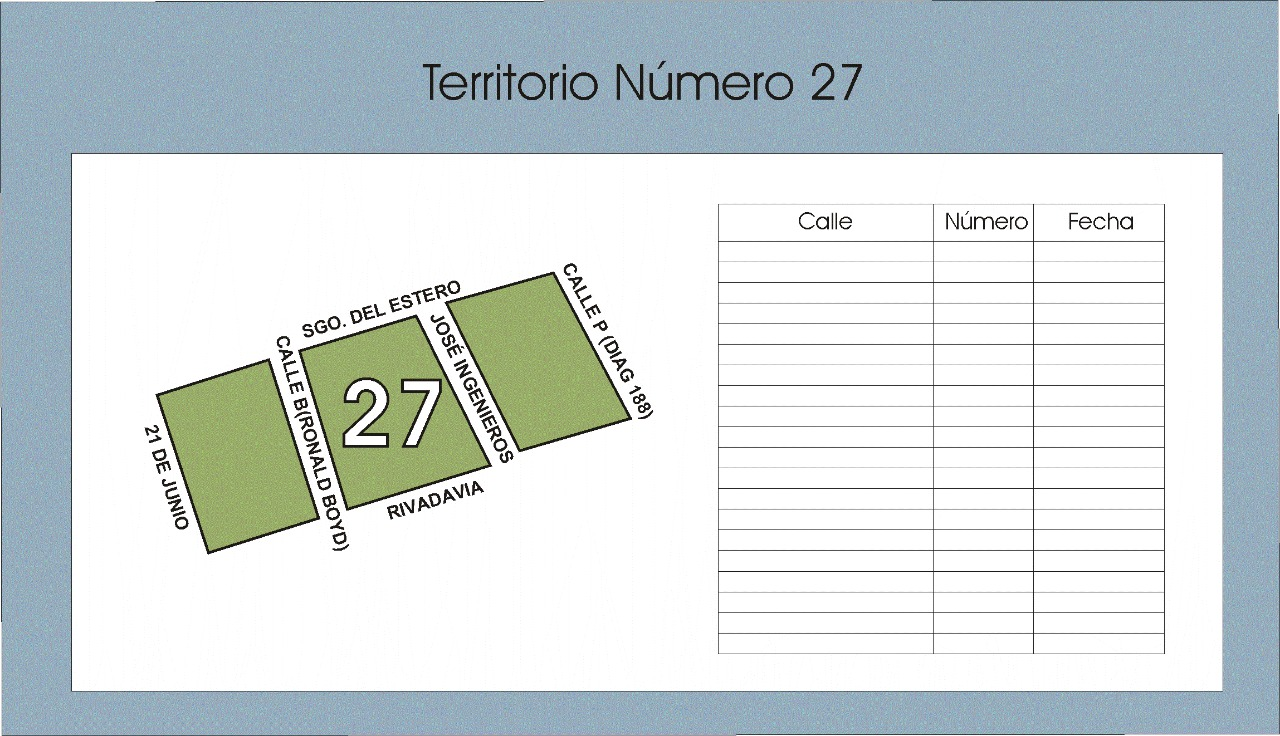 Territorio Número 27
Calle Número Fecha
SGO. DEL ESTERO
CALLE P (DIAG 188)
CALLE B(RONALD BOYD)
JOSÉ INGENIEROS
27
21 DE JUNIO
RIVADAVIA